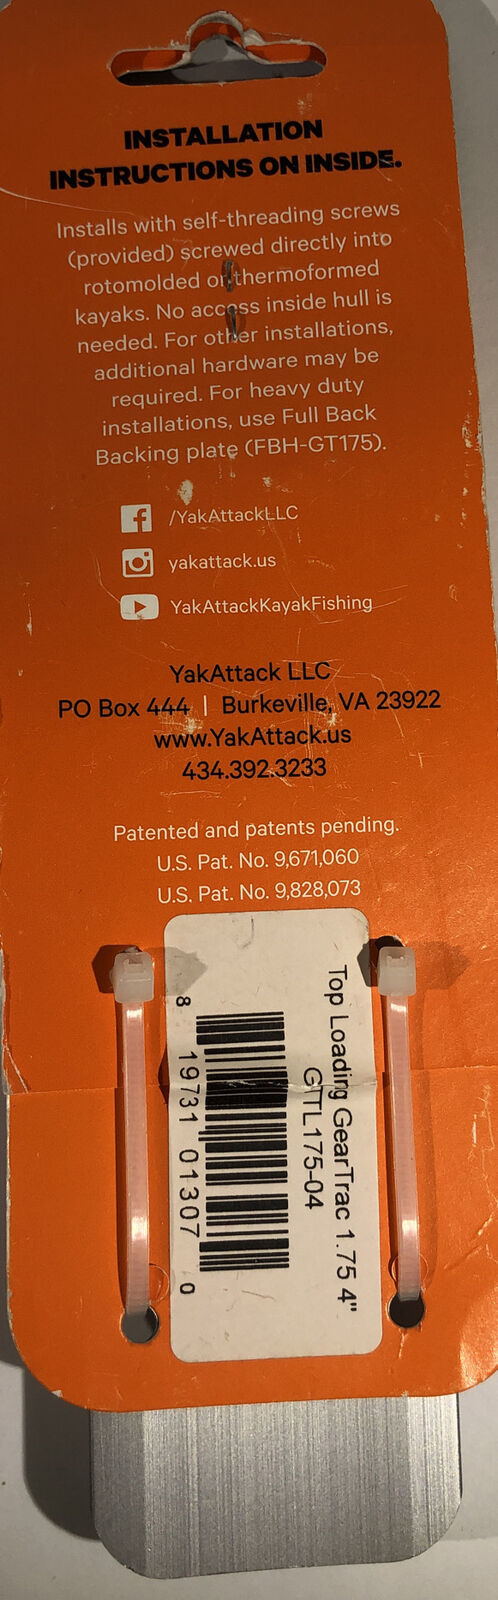 INSTALLATION
INSTRUCTIONS ON INSIDE.
Installs with self-threading screws
(provided) screwed directly into
rotomolded or thermoformed
kayaks. No access inside hull is
needed. For other installations,
additional hardware may be
required. For heavy duty
installations, use Full Back
Backing plate (FBH-GT175).
/YakAttackLLC
yakattack.us
YakAttackKayakFishing
YakAttack LLC
PO Box 444 | Burkeville, VA 23922
www.YakAttack.us
434.392.3233
Patented and patents pending.
U.S. Pat. No. 9,671,060
U.S. Pat. No. 9,828,073
Top Loading GearTrac 1.75 4"
GTL175-04
8 19731 01307 0